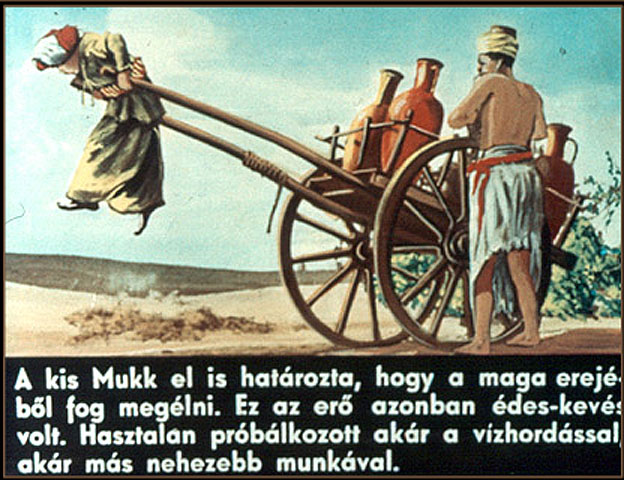 A kis Mukk el is határozta, hogy a maga erejé-
ből fog megélni. Ez az erő azonban édes-kevés
volt. Hasztalan próbálkozott akár a vízhordással,
akár más nehezebb munkával.